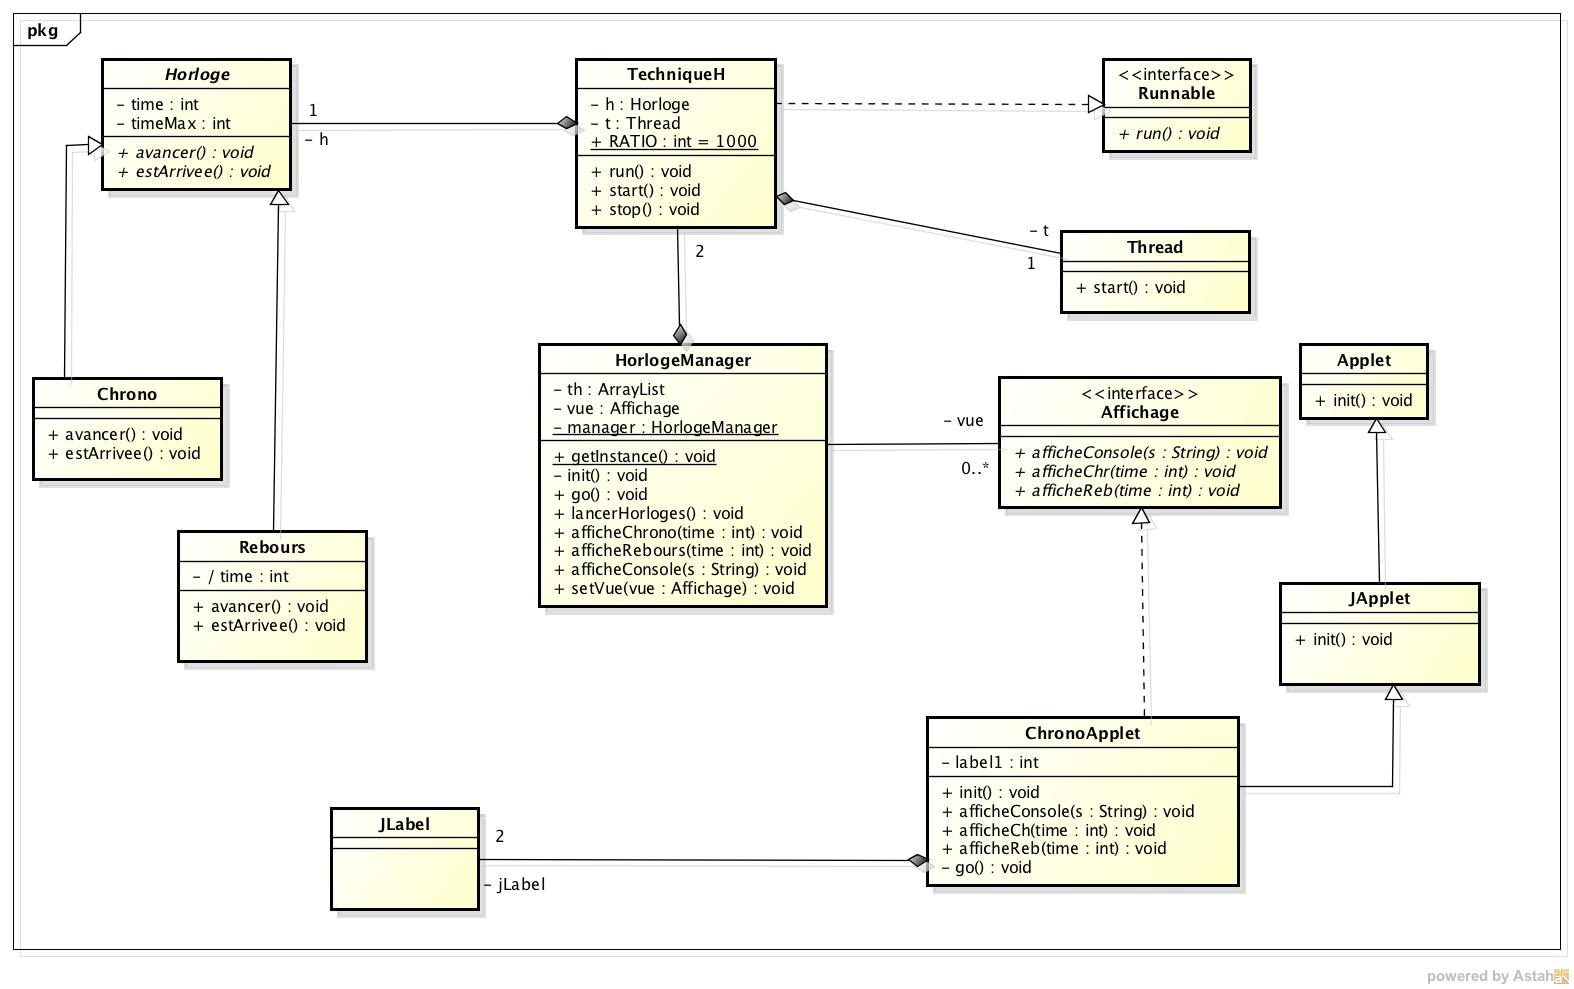 pkg
Horloge
– time : int
– timeMax : int
+ avancer() : void
+ estArrivee() : void
1
– h
TechniqueH
– h : Horloge
– t : Thread
+ RATIO : int = 1000
+ run() : void
+ start() : void
+ stop() : void
<<interface>>
Runnable
+ run() : void
– t
1
Thread
+ start() : void
2
Chrono
+ avancer() : void
+ estArrivee() : void
Rebours
– / time : int
+ avancer() : void
+ estArrivee() : void
HorlogeManager
– th : ArrayList
– vue : Affichage
– manager : HorlogeManager
+ getInstance() : void
– init() : void
+ go() : void
+ lancerHorloges() : void
+ afficheChrono(time : int) : void
+ afficheRebours(time : int) : void
+ afficheConsole(s : String) : void
+ setVue(vue : Affichage) : void
– vue
0..*
<<interface>>
Affichage
+ afficheConsole(s : String) : void
+ afficheChr(time : int) : void
+ afficheReb(time : int) : void
Applet
+ init() : void
JApplet
+ init() : void
ChronoApplet
– label1 : int
+ init() : void
+ afficheConsole(s : String) : void
+ afficheCh(time : int) : void
+ afficheReb(time : int) : void
– go() : void
JLabel
2
– jLabel
powered by Astah